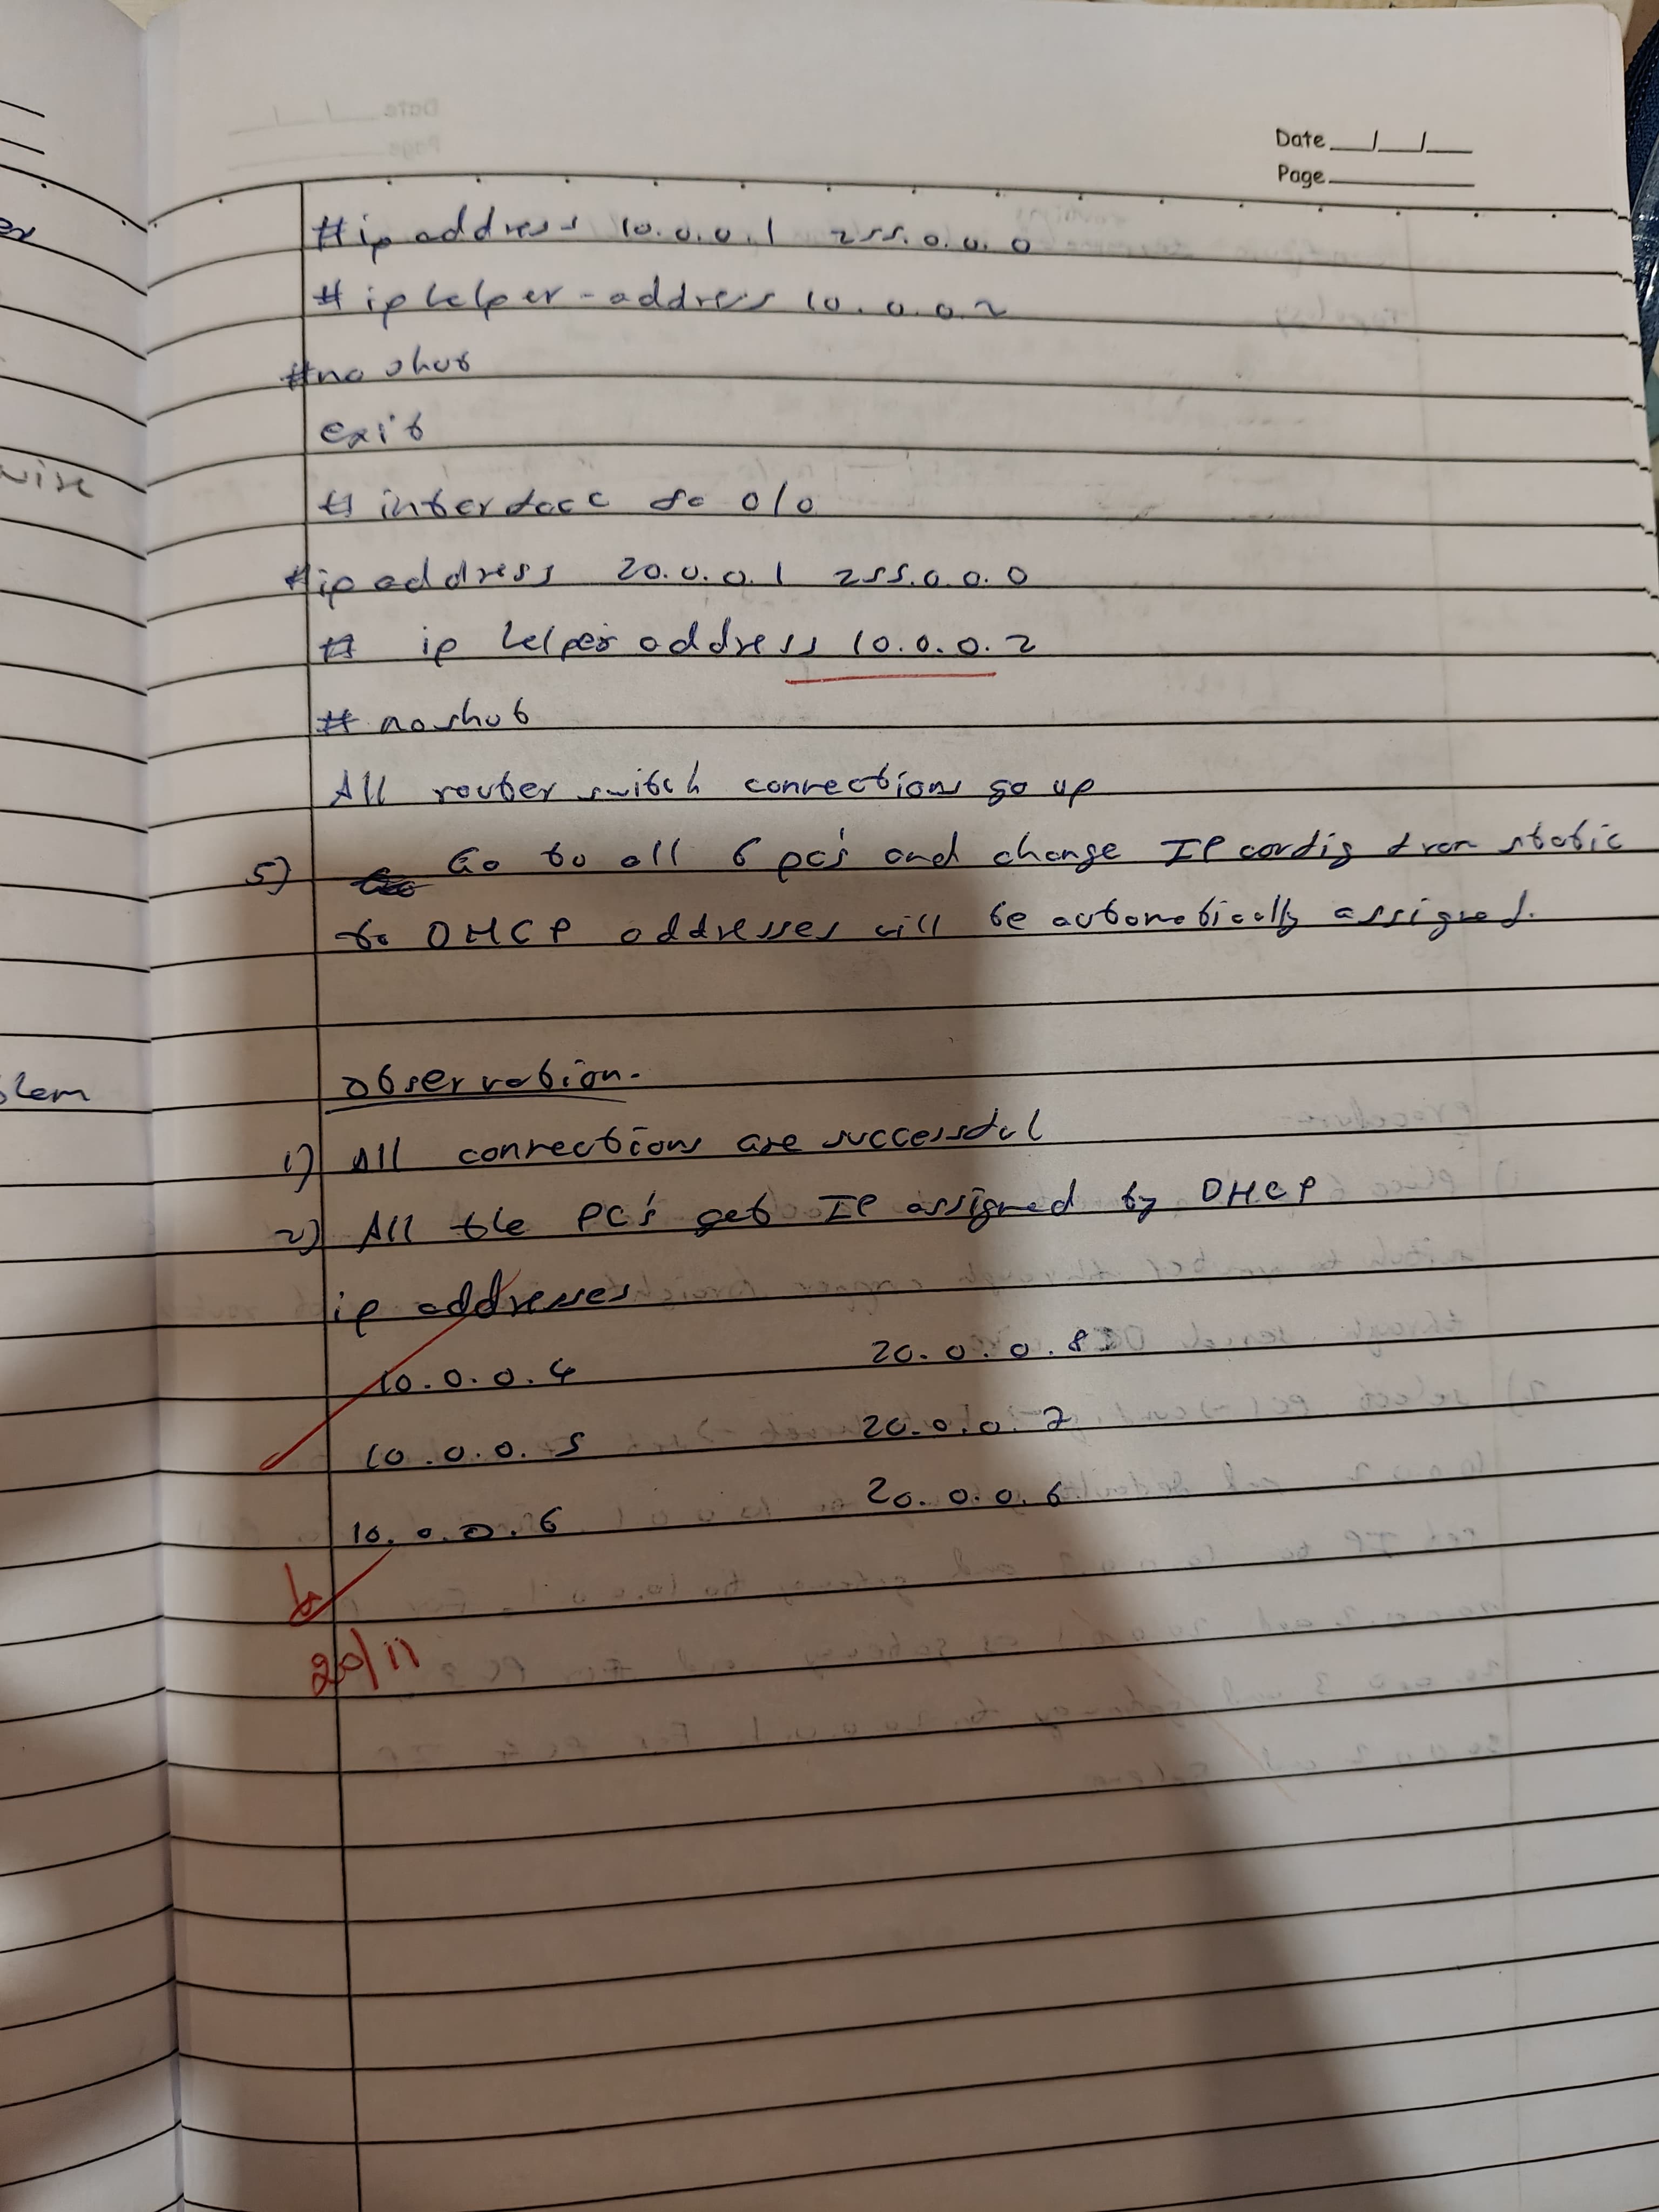 Date __/__/__
Page ______
#ip address 10.0.0.1 255.0.0.0
# ip helper-address 10.0.0.2
#no shut
exit
# interface fa 0/0
#ip address 20.0.0.1 255.0.0.0
# ip helper address 10.0.0.2
# no shut
All router switch connections go up
5) Go to all 6 pc's and change IP config from static
to DHCP addresses will be automatically assigned.
Observation.
1) All connections are successful
2) All the PC's get IP assigned by DHCP
ip addresses
10.0.0.4 20.0.0.8
10.0.0.5 20.0.0.7
10.0.0.6 20.0.0.6
20/11